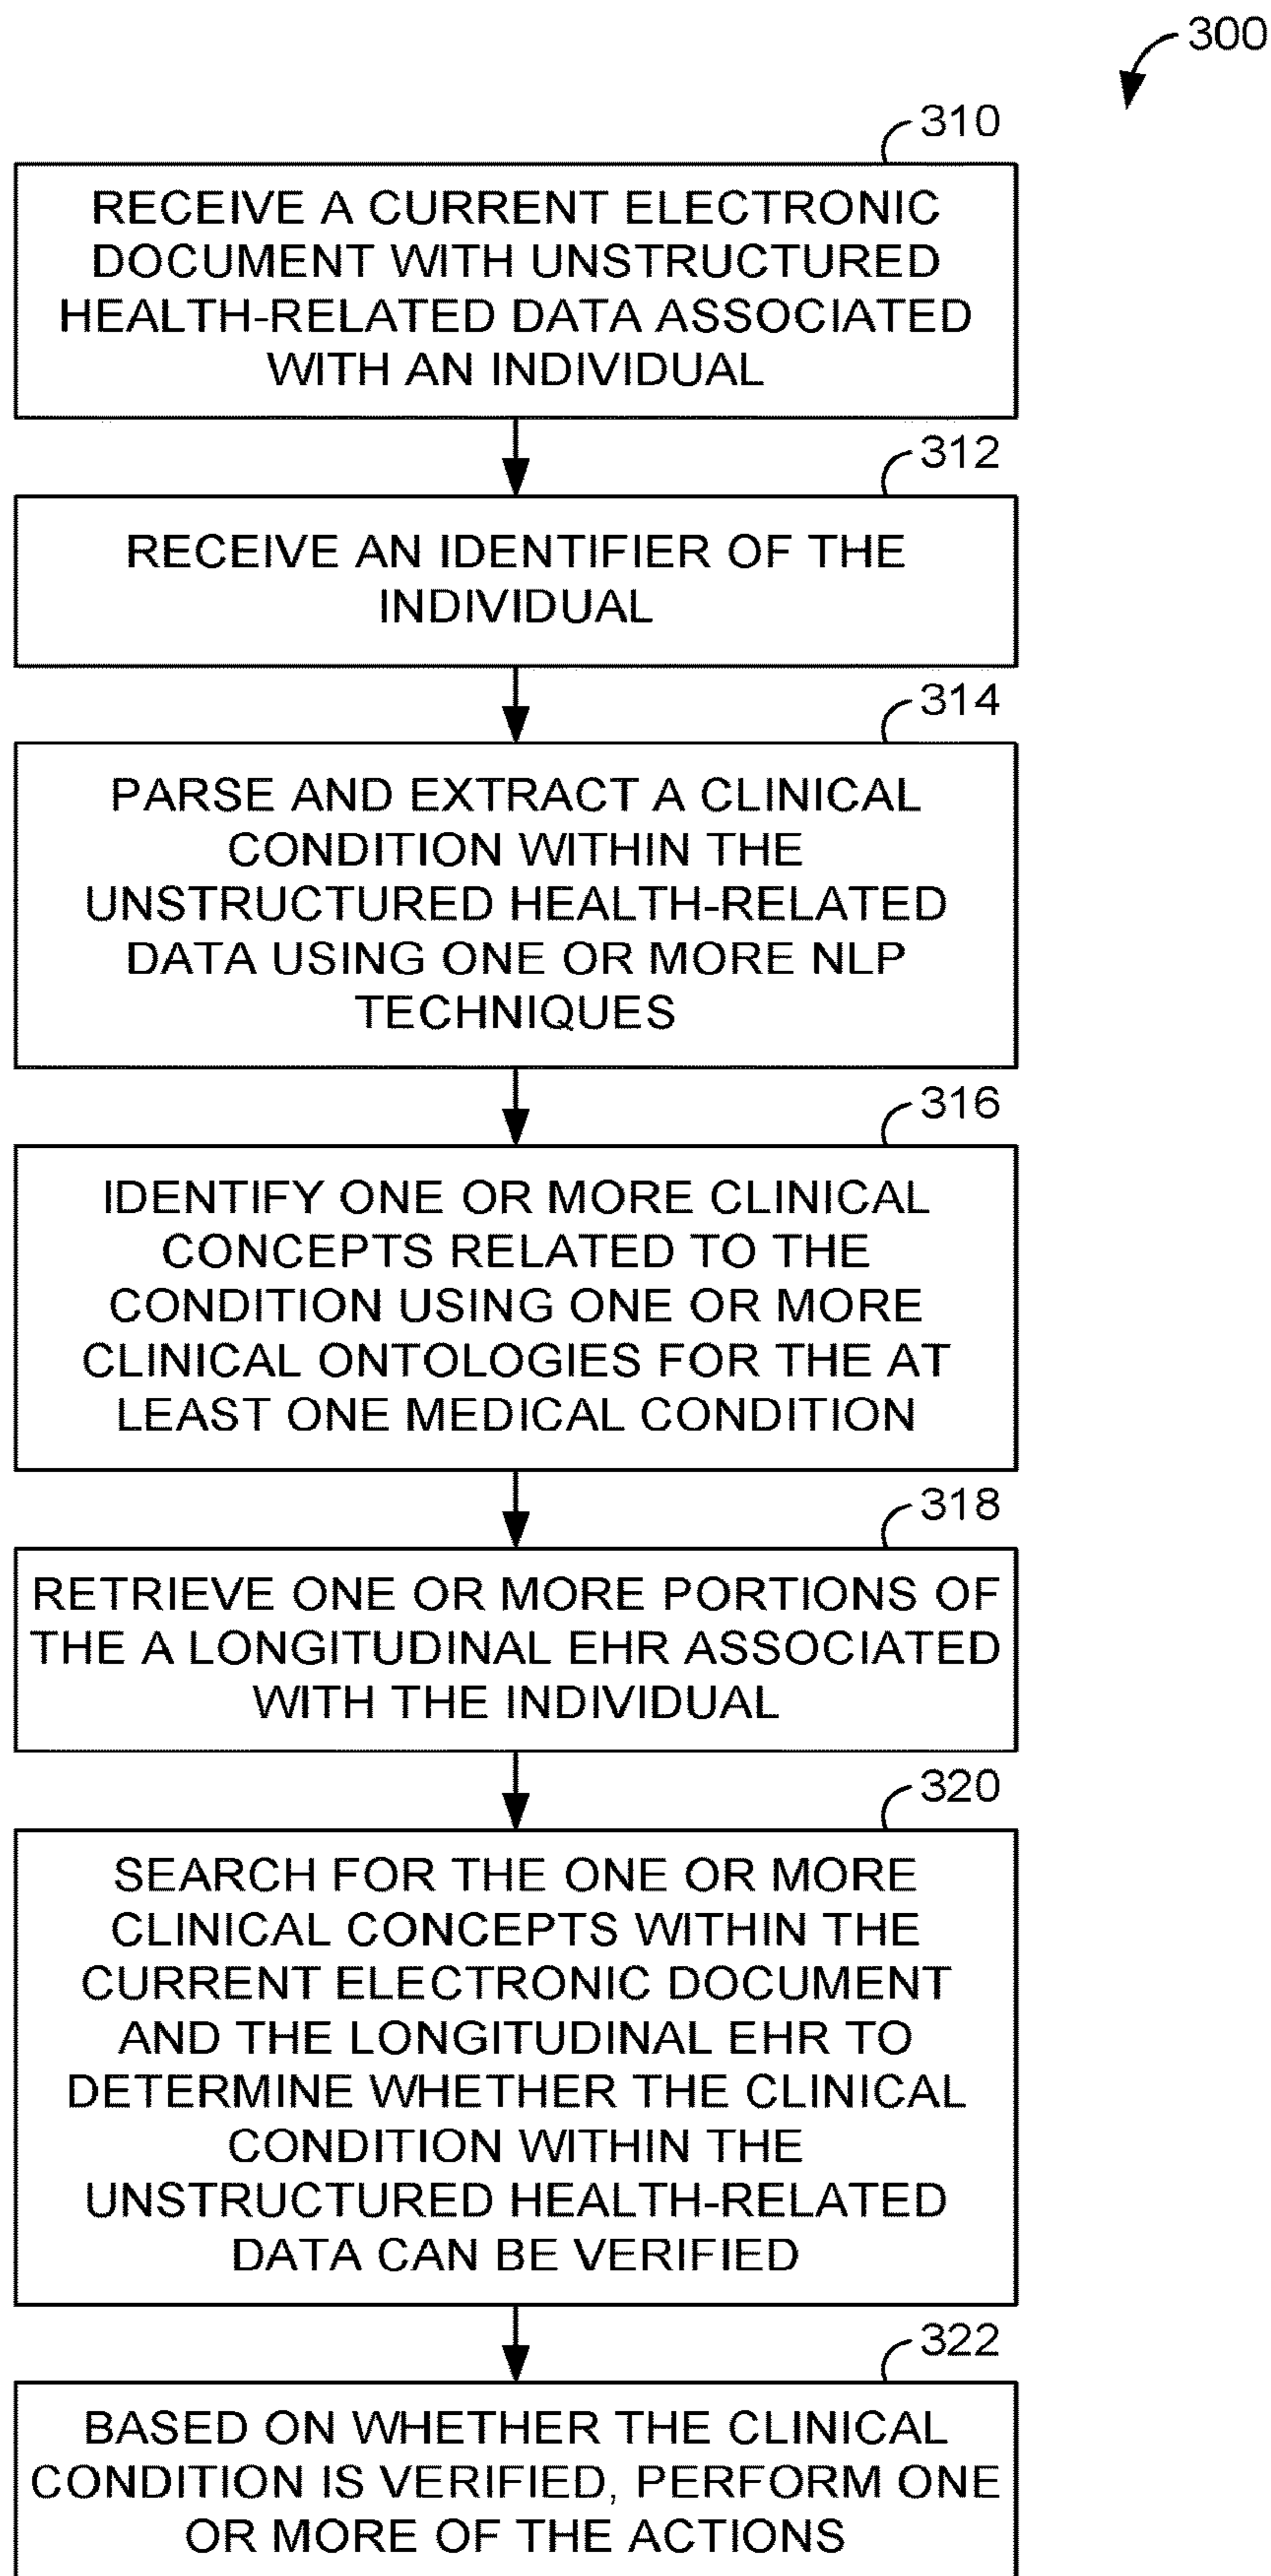 300
310
RECEIVE A CURRENT ELECTRONIC
DOCUMENT WITH UNSTRUCTURED
HEALTH-RELATED DATA ASSOCIATED
WITH AN INDIVIDUAL
312
RECEIVE AN IDENTIFIER OF THE
INDIVIDUAL
314
PARSE AND EXTRACT A CLINICAL
CONDITION WITHIN THE
UNSTRUCTURED HEALTH-RELATED
DATA USING ONE OR MORE NLP
TECHNIQUES
316
IDENTIFY ONE OR MORE CLINICAL
CONCEPTS RELATED TO THE
CONDITION USING ONE OR MORE
CLINICAL ONTOLOGIES FOR THE AT
LEAST ONE MEDICAL CONDITION
318
RETRIEVE ONE OR MORE PORTIONS OF
THE A LONGITUDINAL EHR ASSOCIATED
WITH THE INDIVIDUAL
320
SEARCH FOR THE ONE OR MORE
CLINICAL CONCEPTS WITHIN THE
CURRENT ELECTRONIC DOCUMENT
AND THE LONGITUDINAL EHR TO
DETERMINE WHETHER THE CLINICAL
CONDITION WITHIN THE
UNSTRUCTURED HEALTH-RELATED
DATA CAN BE VERIFIED
322
BASED ON WHETHER THE CLINICAL
CONDITION IS VERIFIED, PERFORM ONE
OR MORE OF THE ACTIONS